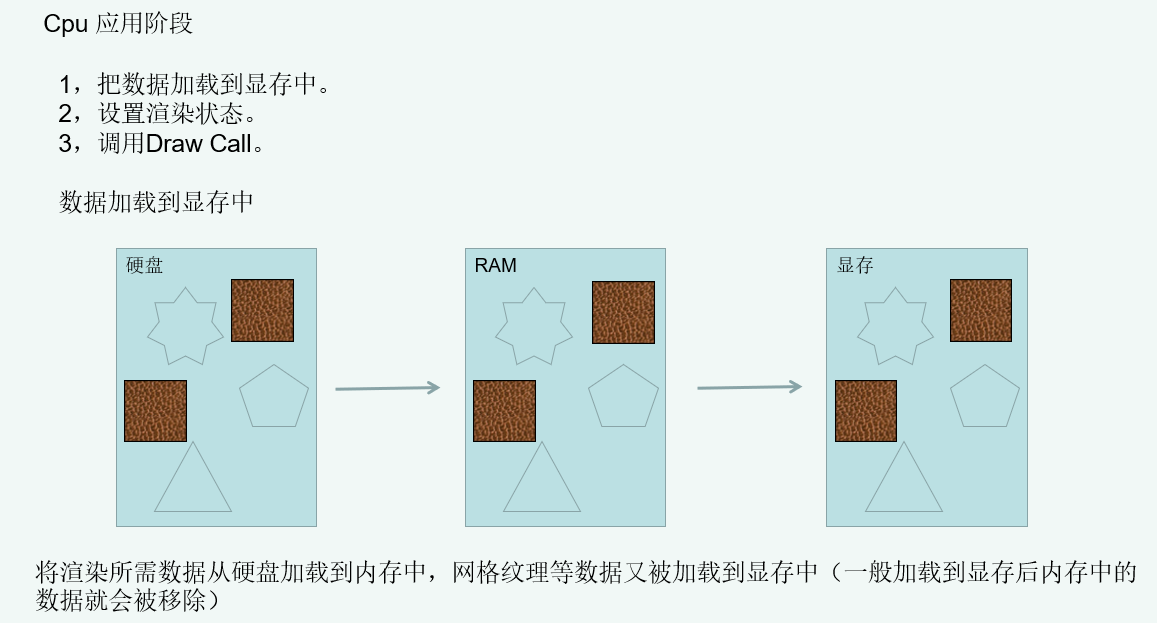 Cpu 应用阶段
1，把数据加载到显存中。
2，设置渲染状态。
3，调用Draw Call。
数据加载到显存中
硬盘
RAM
显存
将渲染所需数据从硬盘加载到内存中，网格纹理等数据又被加载到显存中（一般加载到显存后内存中的
数据就会被移除）